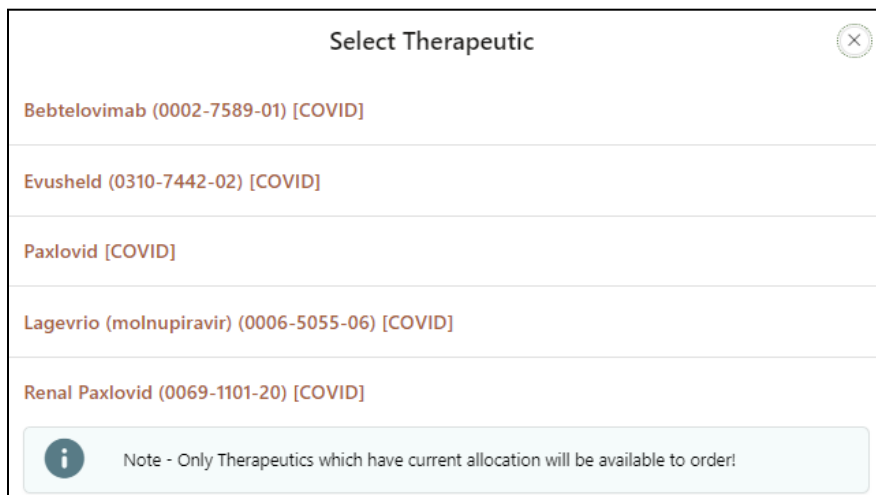 Select Therapeutic
Bebtelovimab (0002-7589-01) [COVID]
Evusheld (0310-7442-02) [COVID]
Paxlovid [COVID]
Lagevrio (molnupiravir) (0006-5055-06) [COVID]
Renal Paxlovid (0069-1101-20) [COVID]
Note - Only Therapeutics which have current allocation will be available to order!